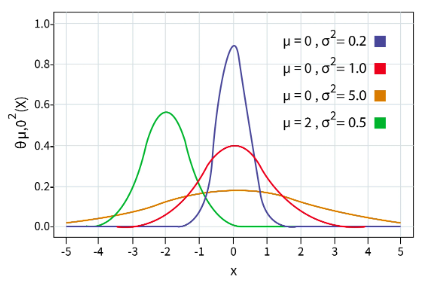 1.0
0.8
0.6
0.4
0.2
0.0
θ μ,0²(X)
μ = 0 , σ²= 0.2
μ = 0 , σ²= 1.0
μ = 0 , σ²= 5.0
μ = 2 , σ²= 0.5
-5 -4 -3 -2 -1 0 1 2 3 4 5
x